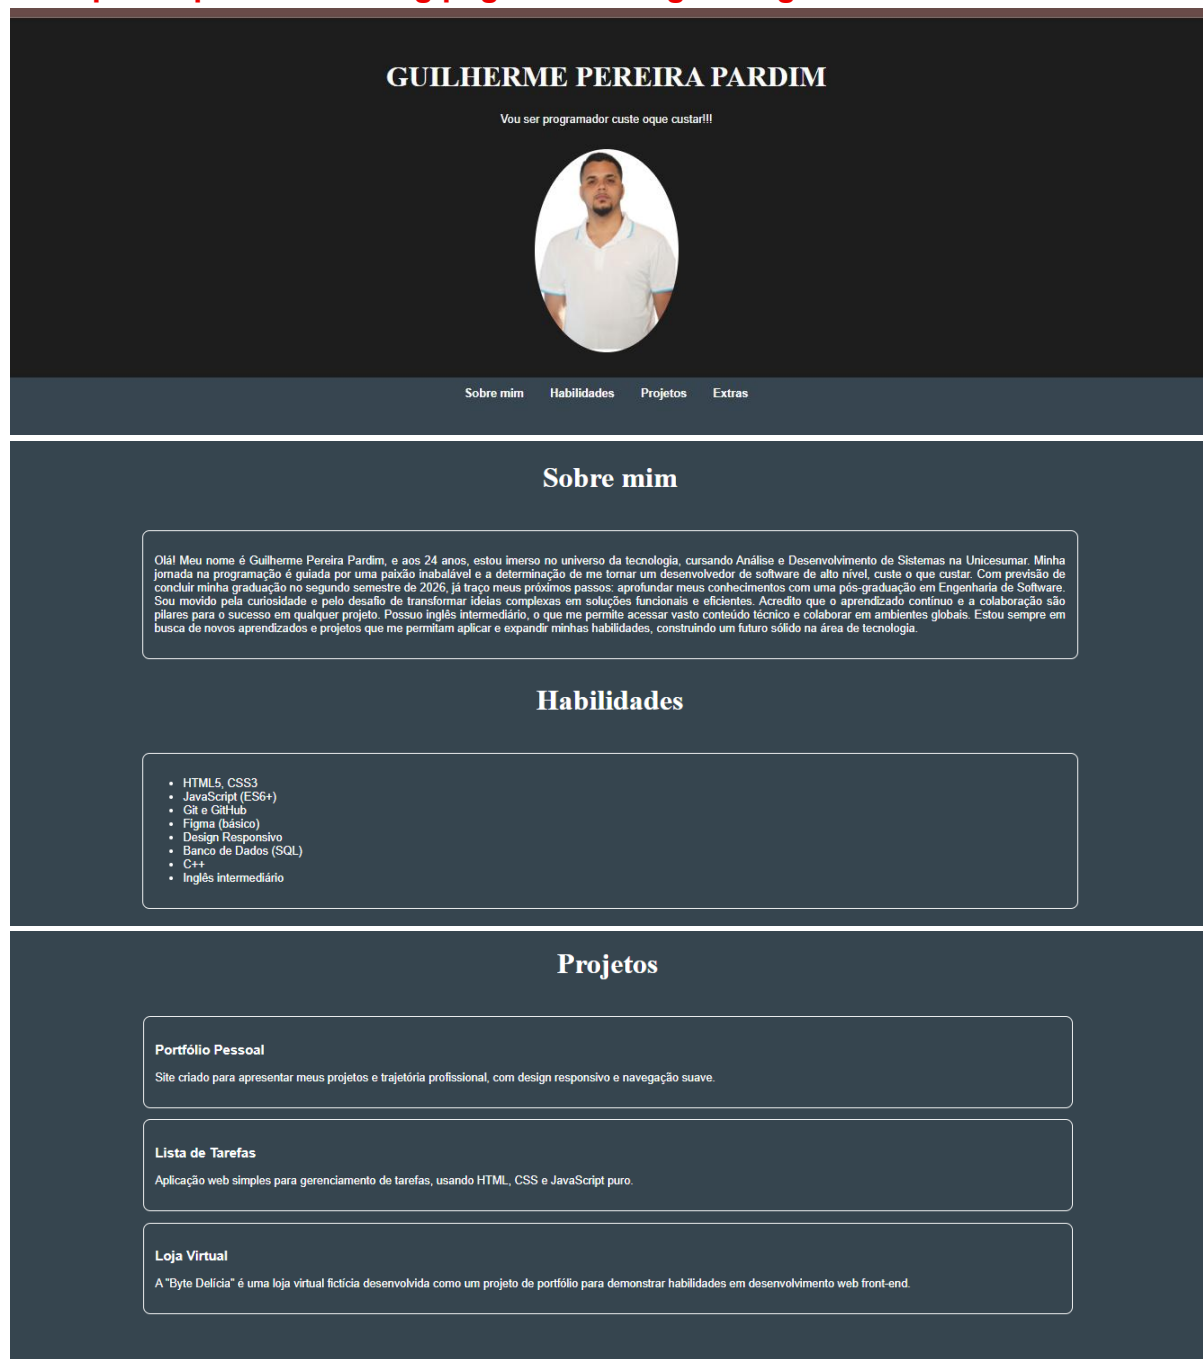 GUILHERME PEREIRA PARDIM
Vou ser programador custe oque custar!!!
Sobre mim Habilidades Projetos Extras
Sobre mim
Olá! Meu nome é Guilherme Pereira Pardim, e aos 24 anos, estou imerso no universo da tecnologia, cursando Análise e Desenvolvimento de Sistemas na Unicesumar. Minha
jornada na programação é guiada por uma paixão inabalável e a determinação de me tornar um desenvolvedor de software de alto nível, custe o que custar. Com previsão de
concluir minha graduação no segundo semestre de 2026, já traço meus próximos passos: aprofundar meus conhecimentos com uma pós-graduação em Engenharia de Software.
Sou movido pela curiosidade e pelo desafio de transformar ideias complexas em soluções funcionais e eficientes. Acredito que o aprendizado contínuo e a colaboração são
pilares para o sucesso em qualquer projeto. Possuo inglês intermediário, o que me permite acessar vasto conteúdo técnico e colaborar em ambientes globais. Estou sempre em
busca de novos aprendizados e projetos que me permitam aplicar e expandir minhas habilidades, construindo um futuro sólido na área de tecnologia.
Habilidades
• HTML5, CSS3
• JavaScript (ES6+)
• Git e GitHub
• Figma (básico)
• Design Responsivo
• Banco de Dados (SQL)
• C++
• Inglês intermediário
Projetos
Portfólio Pessoal
Site criado para apresentar meus projetos e trajetória profissional, com design responsivo e navegação suave.
Lista de Tarefas
Aplicação web simples para gerenciamento de tarefas, usando HTML, CSS e JavaScript puro.
Loja Virtual
A "Byte Delícia" é uma loja virtual fictícia desenvolvida como um projeto de portfólio para demonstrar habilidades em desenvolvimento web front-end.